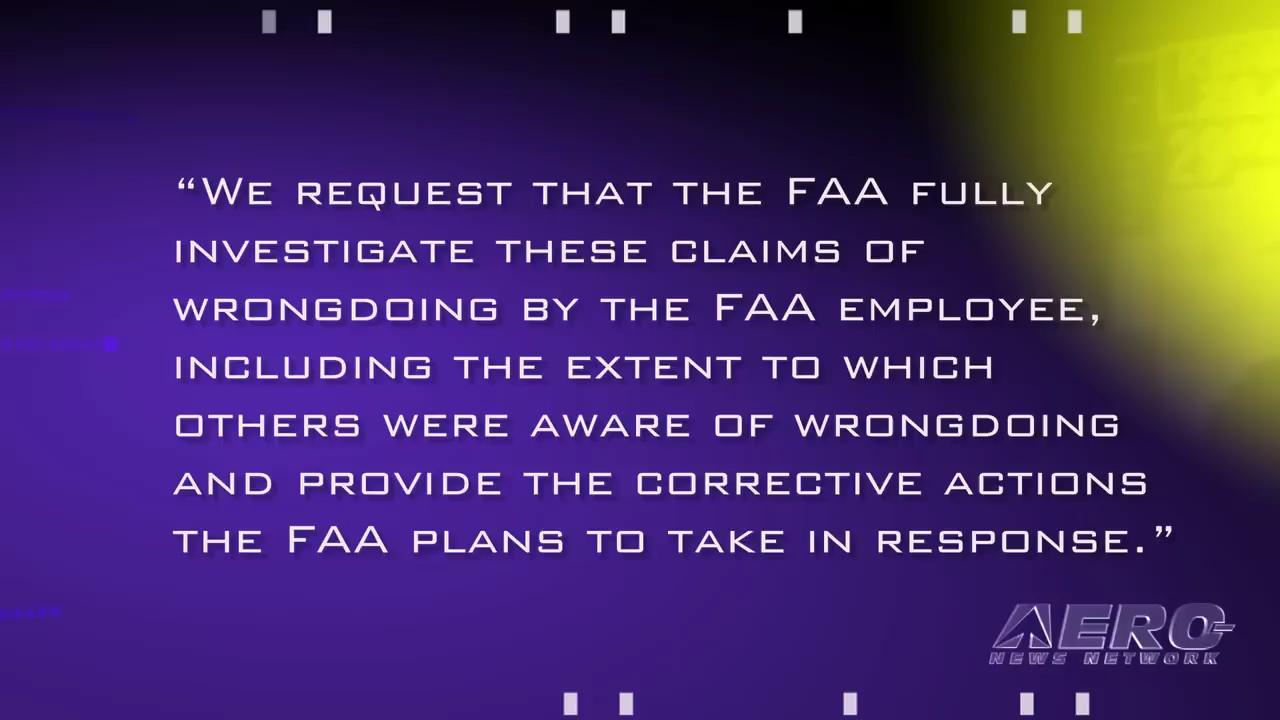 “We request that the FAA fully
investigate these claims of
wrongdoing by the FAA employee,
including the extent to which
others were aware of wrongdoing
and provide the corrective actions
the FAA plans to take in response.”
AERO
NEWS NETWORK